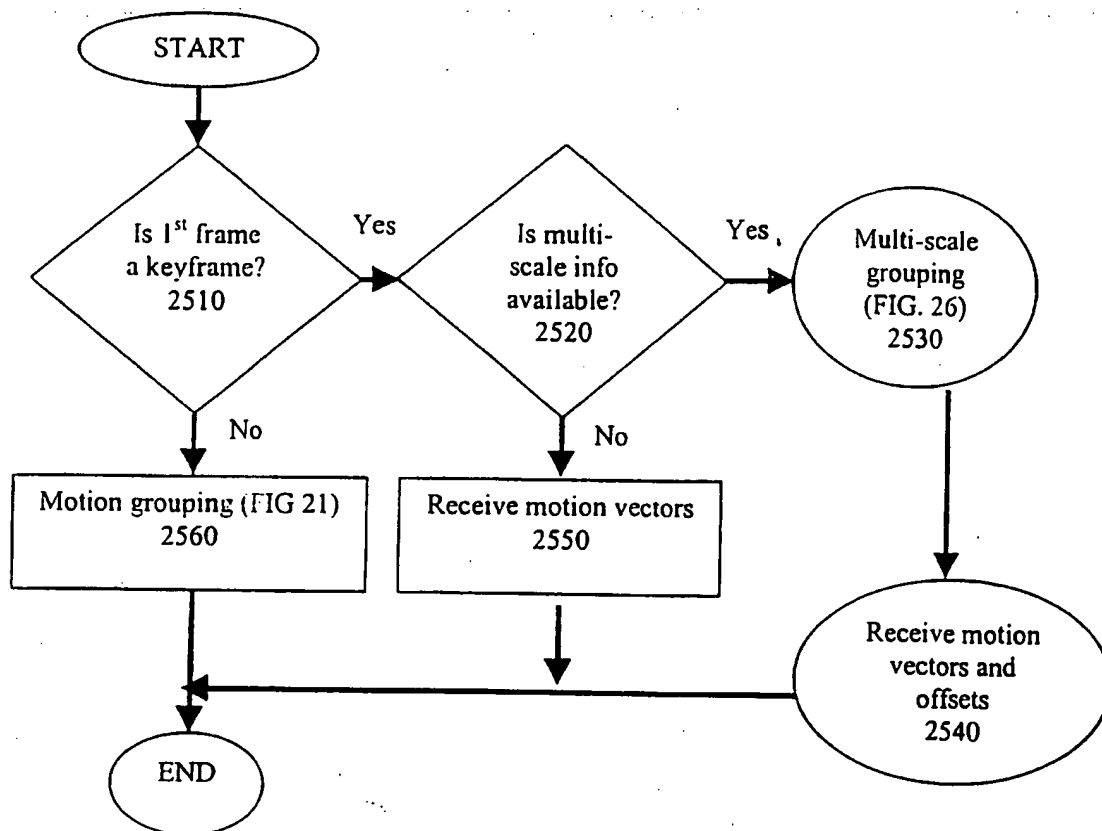 START
Is 1st frame
a keyframe?
2510
Yes
Is multi-
scale info
available?
2520
Yes
Multi-scale
grouping
(FIG. 26)
2530
No
No
Motion grouping (FIG 21)
2560
Receive motion vectors
2550
Receive motion
vectors and
offsets
2540
END